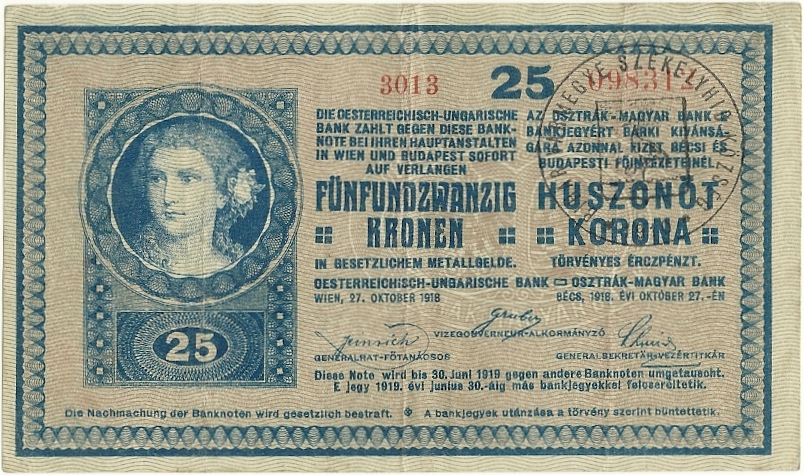 3013 25 098312
DIE OESTERREICHISCH-UNGARISCHE
BANK ZAHLT GEGEN DIESE BANK-
NOTE BEI IHREN HAUPTANSTALTEN
IN WIEN UND BUDAPEST SOFORT
AUF VERLANGEN
FÜNFUNDZWANZIG
KRONEN
IN GESETZLICHEM METALLGELDE.
OESTERREICHISCH-UNGARISCHE BANK
WIEN, 27. OKTOBER 1918
AZ OSZTRÁK-MAGYAR BANK E
BANKJEGYÉRT BÁRKI KIVÁNSÁ-
GÁRA AZONNAL FIZET BÉCSI ÉS
BUDAPESTI FŐINTÉZETEINÉL
HUSZONÖT
KORONA
TÖRVÉNYES ÉRCZPÉNZT.
OSZTRÁK-MAGYAR BANK
BÉCS, 1918. ÉVI OKTOBER 27.-ÉN
SZÉKELYHID KÖZSÉG
25
Gruber
VIZEGOUVERNEUR-ALKORMÁNYZÓ
GENERALRAT-FŐTANÁCSOS
GENERALSEKRETÄR-VEZÉRTITKÁR
Diese Note wird bis 30. Juni 1919 gegen andere Banknoten umgetauscht.
E jegy 1919. évi junius 30.-áig más bankjegyekkel felcseréltetik.
Die Nachmachung der Banknoten wird gesetzlich bestraft. A bankjegyek utánzása a törvény szerint büntettetik.